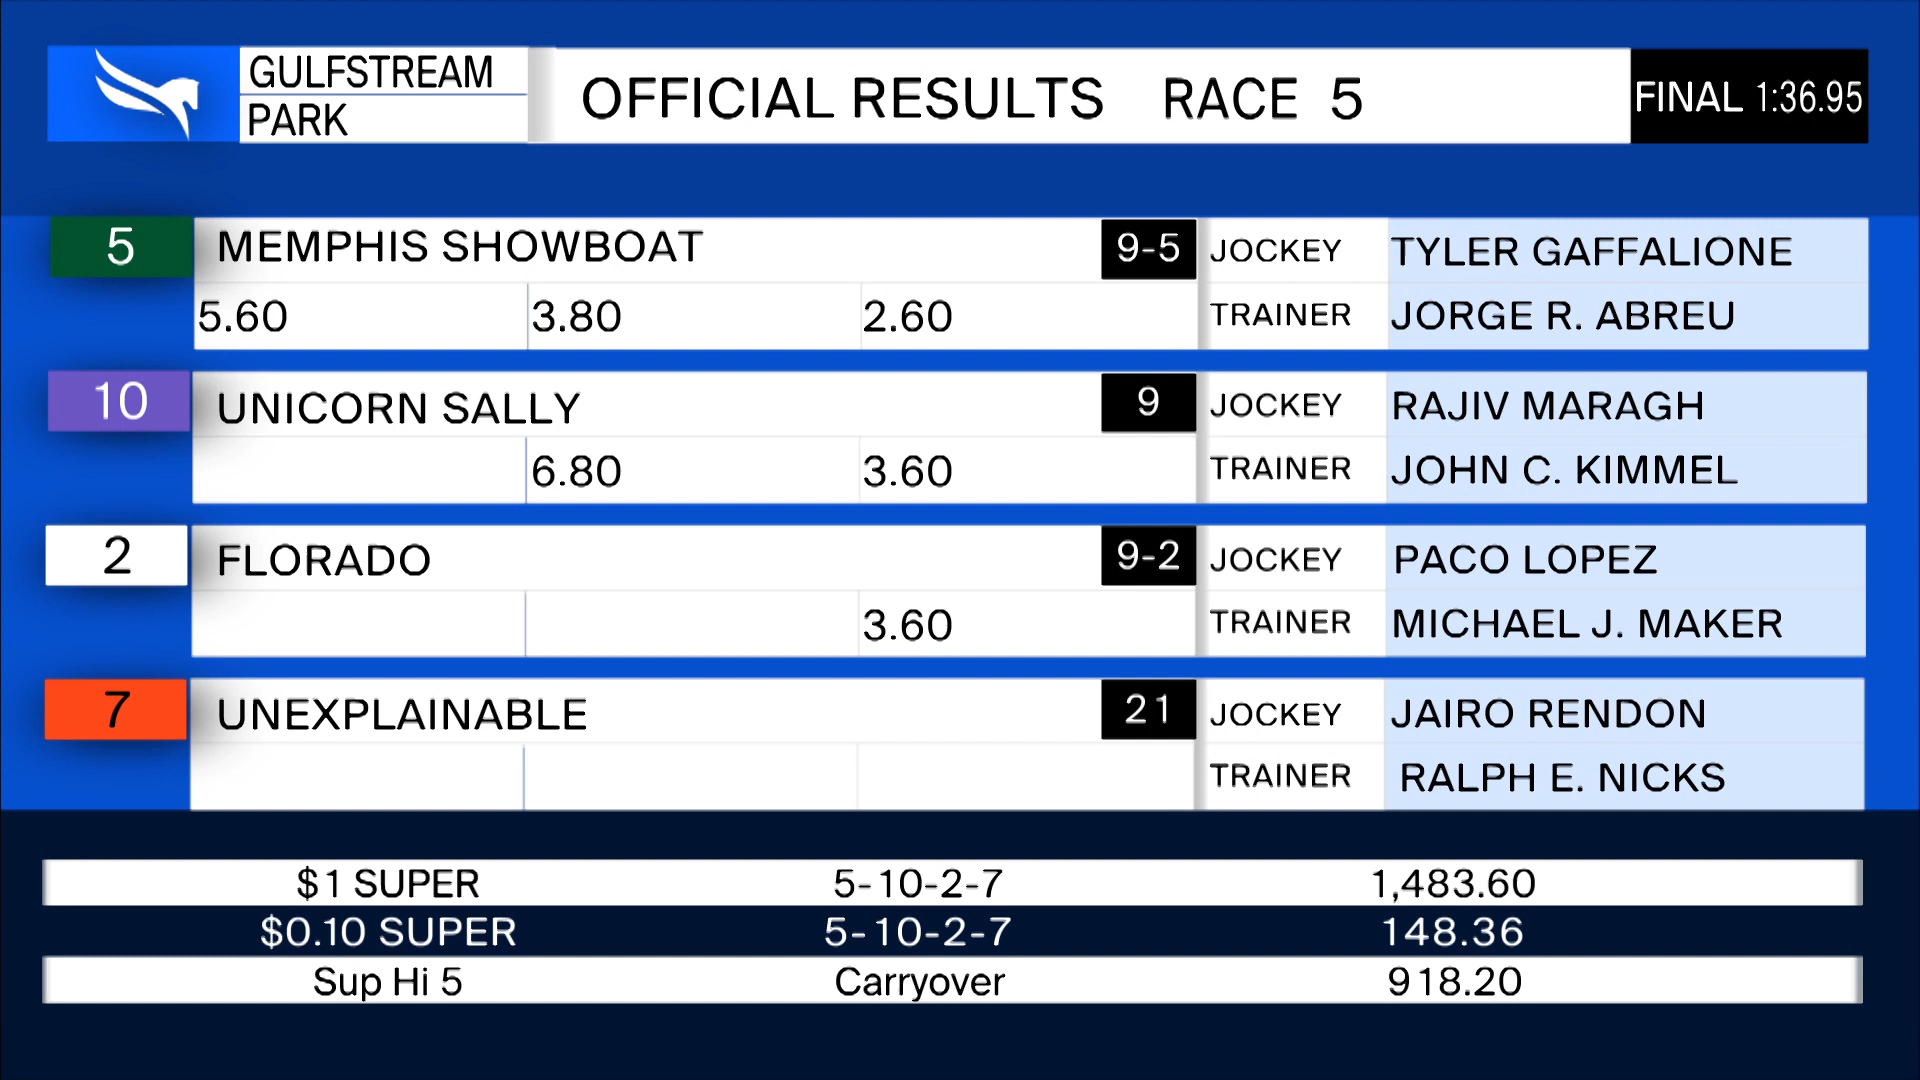 GULFSTREAM
PARK
OFFICIAL RESULTS RACE 5
FINAL 1:36.95
5 MEMPHIS SHOWBOAT 9-5 JOCKEY TYLER GAFFALIONE
5.60 3.80 2.60 TRAINER JORGE R. ABREU
10 UNICORN SALLY 9 JOCKEY RAJIV MARAGH
6.80 3.60 TRAINER JOHN C. KIMMEL
2 FLORADO 9-2 JOCKEY PACO LOPEZ
3.60 TRAINER MICHAEL J. MAKER
7 UNEXPLAINABLE 21 JOCKEY JAIRO RENDON
TRAINER RALPH E. NICKS
$1 SUPER 5-10-2-7 1,483.60
$0.10 SUPER 5-10-2-7 148.36
Sup Hi 5 Carryover 918.20